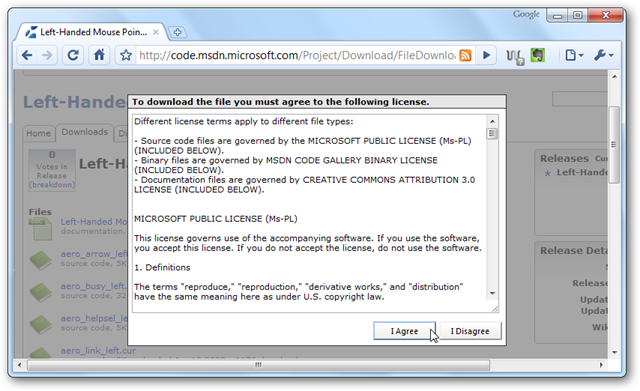 Google
Left-Handed Mouse Poin...
http://code.msdn.microsoft.com/Project/Download/FileDownloa
Left-Hande
To download the file you must agree to the following license.
Different license terms apply to different file types:
- Source code files are governed by the MICROSOFT PUBLIC LICENSE (Ms-PL)
(INCLUDED BELOW).
- Binary files are governed by MSDN CODE GALLERY BINARY LICENSE
(INCLUDED BELOW).
- Documentation files are governed by CREATIVE COMMONS ATTRIBUTION 3.0
LICENSE (INCLUDED BELOW).
MICROSOFT PUBLIC LICENSE (Ms-PL)
This license governs use of the accompanying software. If you use the software,
you accept this license. If you do not accept the license, do not use the software.
1. Definitions
The terms "reproduce," "reproduction," "derivative works," and "distribution"
have the same meaning here as under U.S. copyright law.
I Agree
I Disagree
Home
Downloads
0
Votes in
Release
(breakdown)
Left-Ha
Files
Left-Handed Mo
documentation,
aero_arrow_left
source code, 5K
aero_busy_left.
source code, 32
aero_helpsel_le
source code, 5K
aero_link_left.cur
Releases
Left-Hand
Release Deta
Release
Updat
Updat
Wik